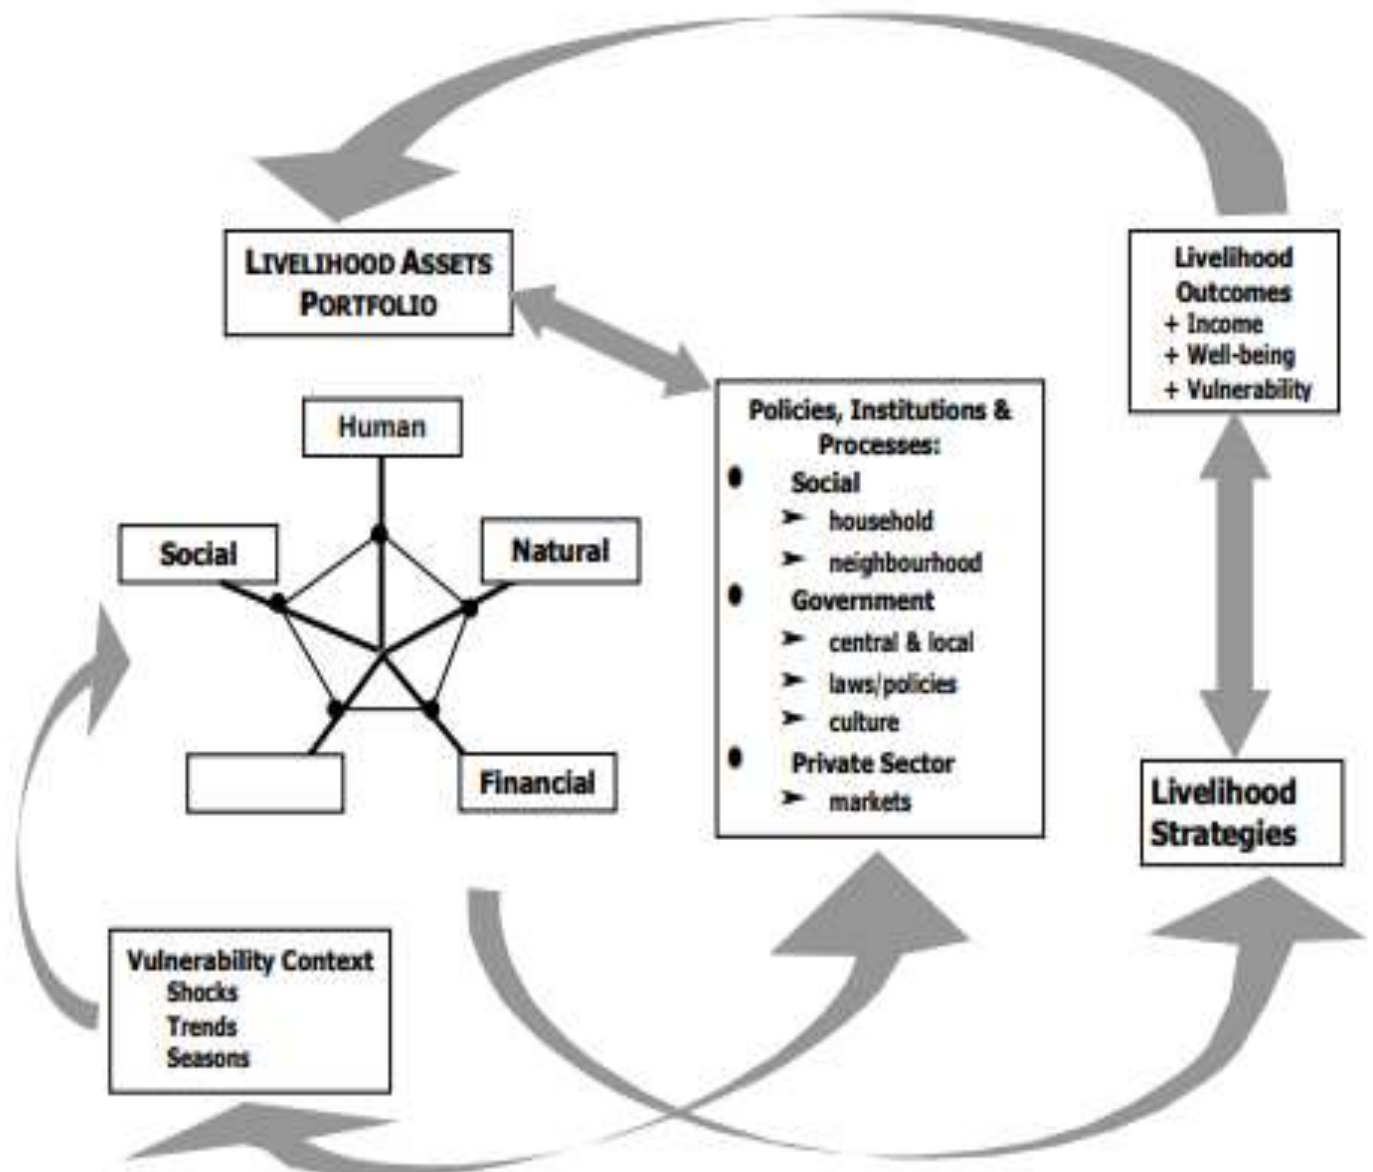 LIVELIHOOD ASSETS
PORTFOLIO
Human
Social
Natural
Financial
Policies, Institutions &
Processes:
● Social
➤ household
➤ neighbourhood
● Government
➤ central & local
➤ laws/policies
➤ culture
● Private Sector
➤ markets
Livelihood
Outcomes
+ Income
+ Well-being
+ Vulnerability
Livelihood
Strategies
Vulnerability Context
Shocks
Trends
Seasons